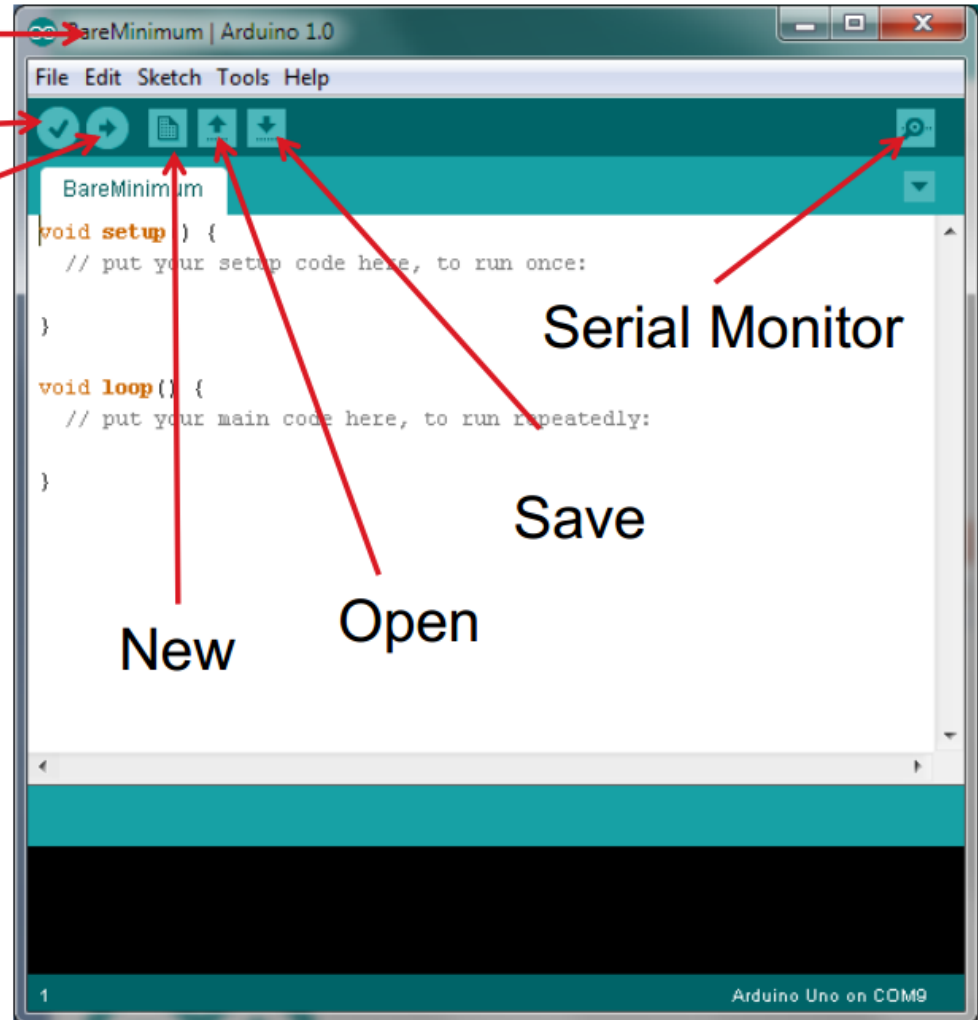 BareMinimum | Arduino 1.0
File Edit Sketch Tools Help
BareMinimum
void setup() {
// put your setup code here, to run once:
}
Serial Monitor
void loop() {
// put your main code here, to run repeatedly:
}
Save
Open
New
1
Arduino Uno on COM9